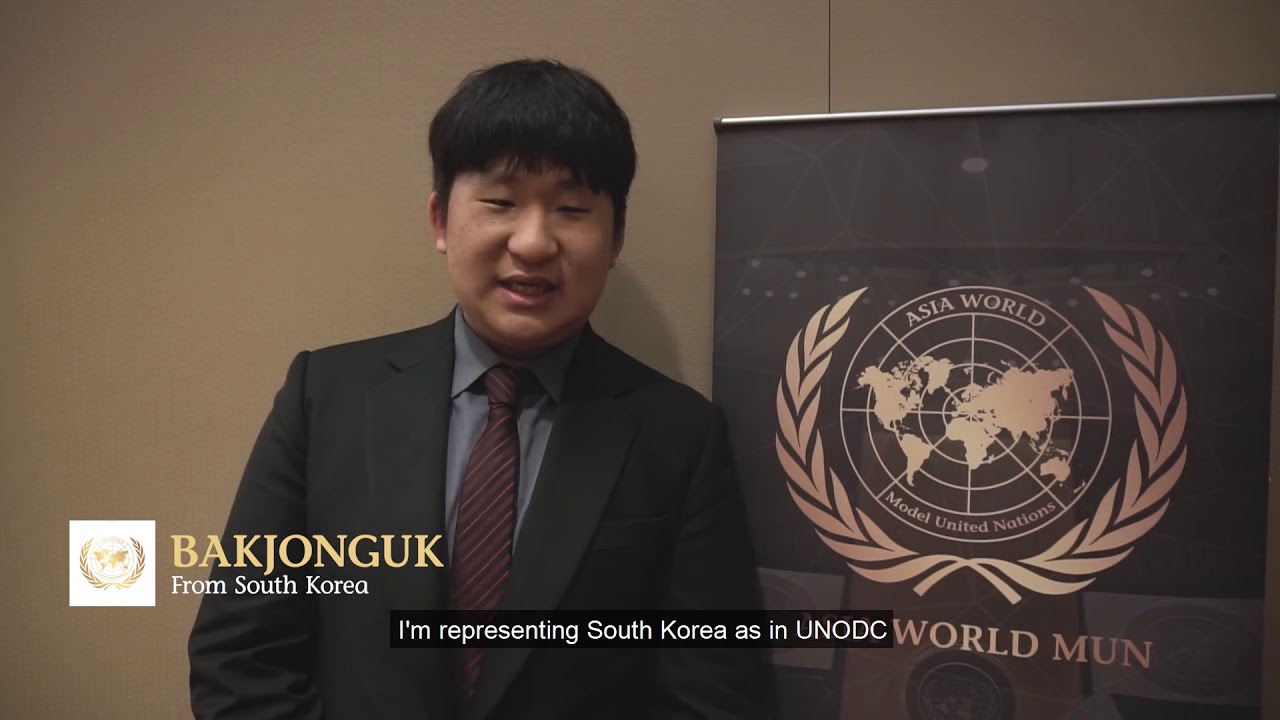 ASIA WORLD
Model United Nations
BAKJONGUK
From South Korea
I'm representing South Korea as in UNODC
WORLD MUN